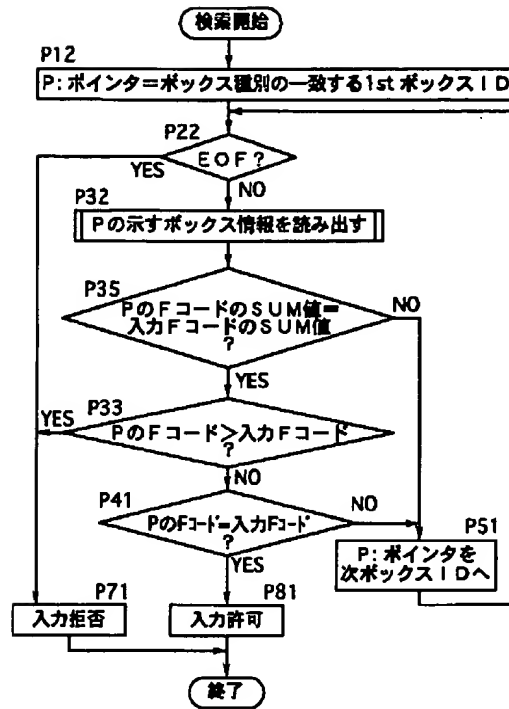 検索開始
P12
P:ポインタ=ボックス種別の一致する1stボックスID
P22
EOF?
YES
NO
P32
Pの示すボックス情報を読み出す
P35
PのFコードのSUM値=
入力FコードのSUM値
?
NO
YES
P33
YES
PのFコード>入力Fコード
?
NO
P41
PのFコード=入力Fコード
?
NO
YES
P51
P:ポインタを
次ボックスIDへ
P71
入力拒否
P81
入力許可
終了